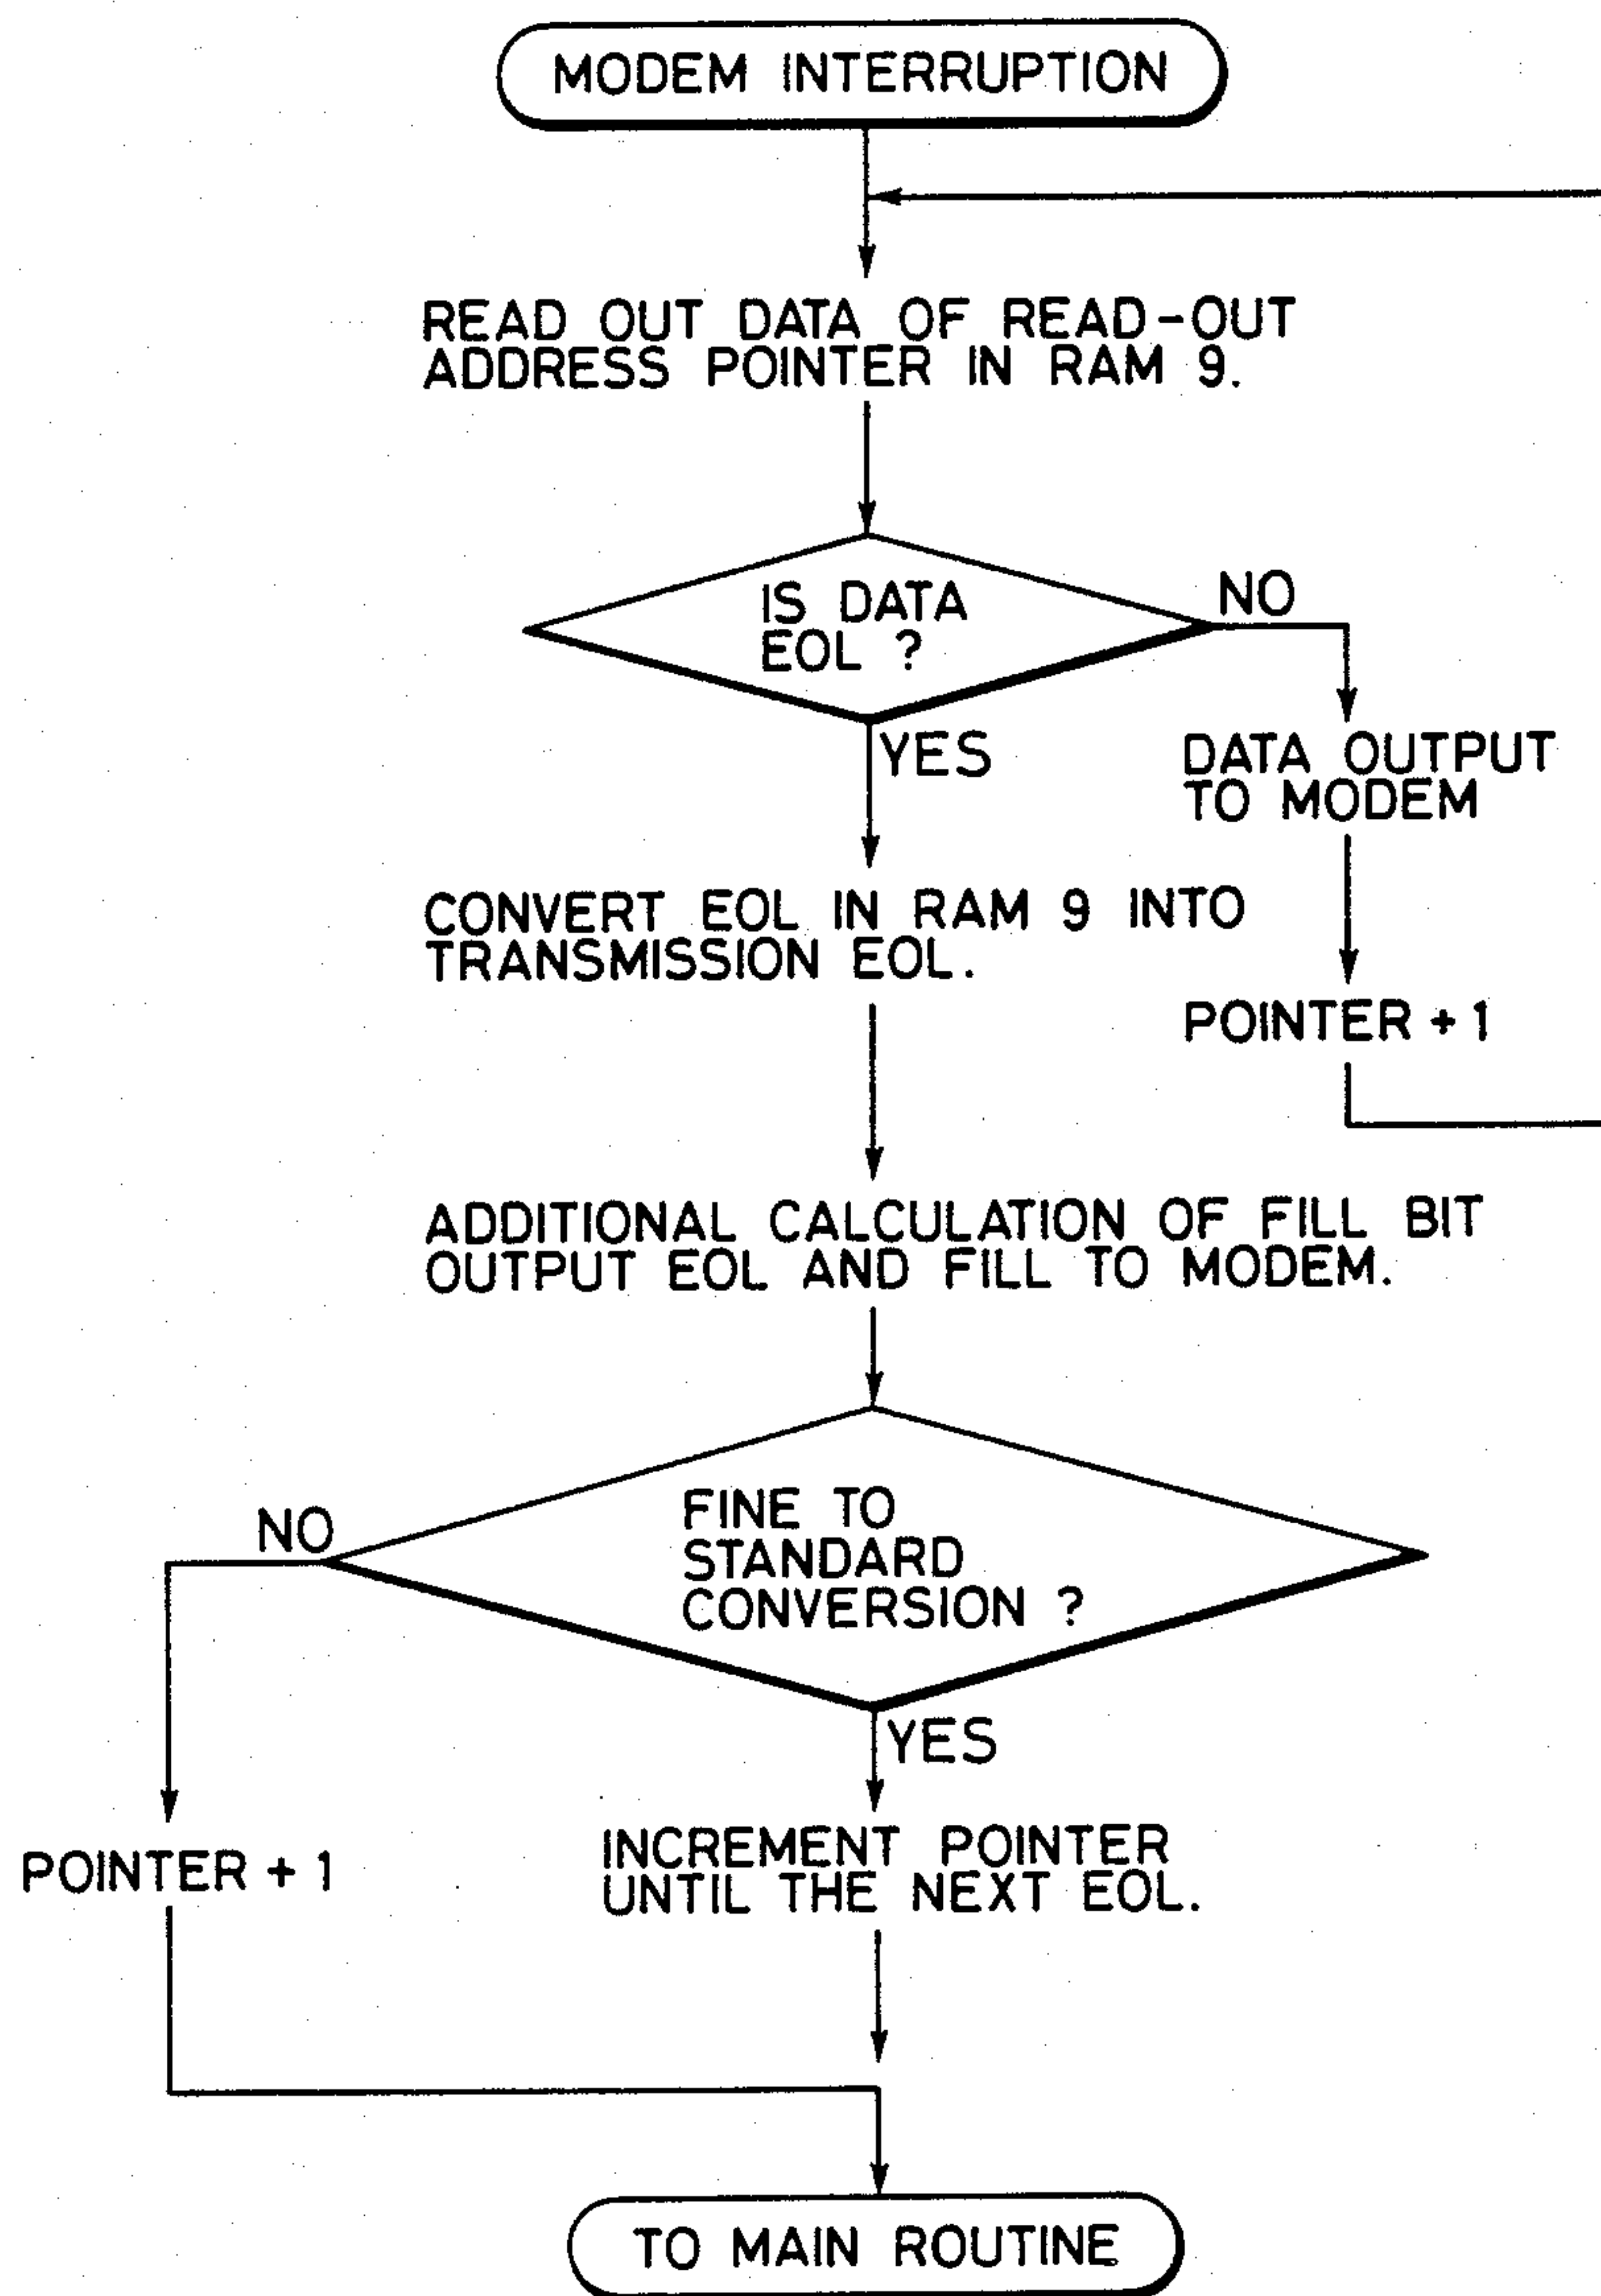 MODEM INTERRUPTION
READ OUT DATA OF READ-OUT
ADDRESS POINTER IN RAM 9.
IS DATA
EOL ?
NO
YES
DATA OUTPUT
TO MODEM
CONVERT EOL IN RAM 9 INTO
TRANSMISSION EOL.
POINTER + 1
ADDITIONAL CALCULATION OF FILL BIT
OUTPUT EOL AND FILL TO MODEM.
FINE TO
STANDARD
CONVERSION ?
NO
YES
POINTER + 1
INCREMENT POINTER
UNTIL THE NEXT EOL.
TO MAIN ROUTINE